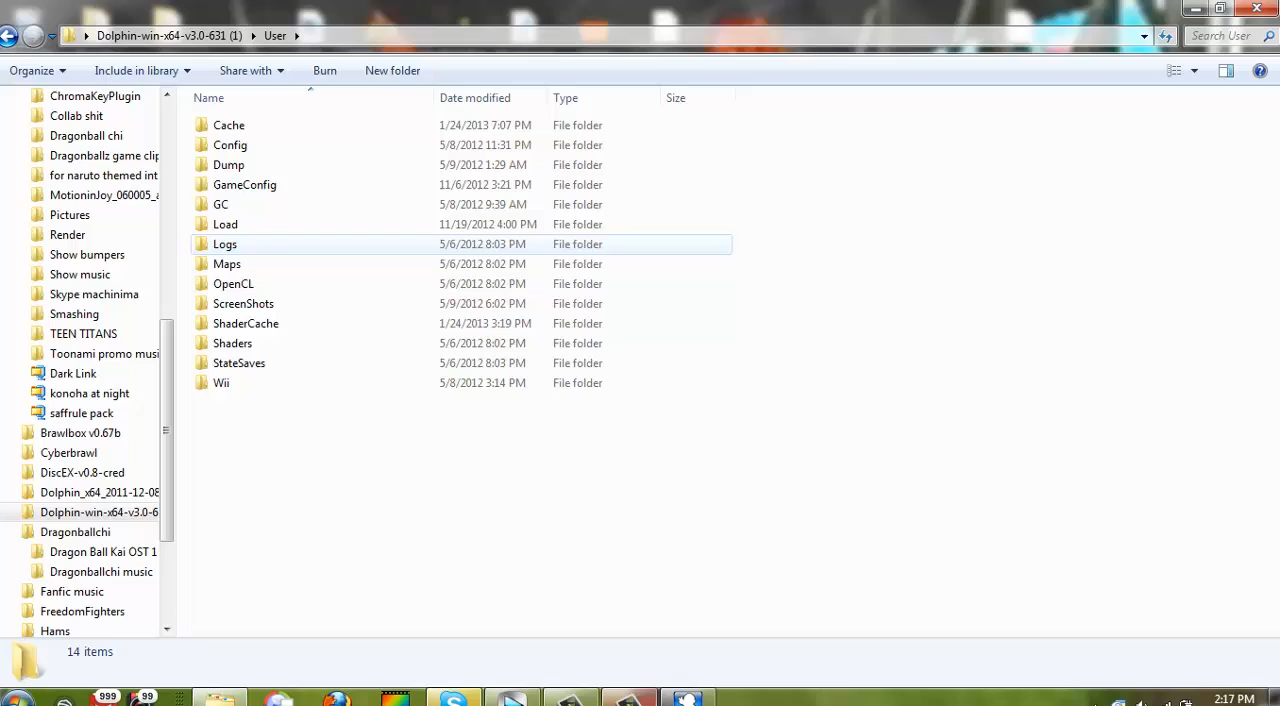 Dolphin-win-x64-v3.0-631 (1) User
Search User
Organize Include in library Share with Burn New folder
Name Date modified Type Size
ChromaKeyPlugin
Collab shit
Dragonball chi
Dragonballz game clip
for naruto themed int
MotioninJoy_060005_a
Pictures
Render
Show bumpers
Show music
Skype machinima
Smashing
TEEN TITANS
Toonami promo musi
Dark Link
konoha at night
saffrule pack
Brawlbox v0.67b
Cyberbrawl
DiscEX-v0.8-cred
Dolphin_x64_2011-12-08
Dolphin-win-x64-v3.0-6
Dragonballchi
Dragon Ball Kai OST 1
Dragonballchi music
Fanfic music
FreedomFighters
Hams
Cache 1/24/2013 7:07 PM File folder
Config 5/8/2012 11:31 PM File folder
Dump 5/9/2012 1:29 AM File folder
GameConfig 11/6/2012 3:21 PM File folder
GC 5/8/2012 9:39 AM File folder
Load 11/19/2012 4:00 PM File folder
Logs 5/6/2012 8:03 PM File folder
Maps 5/6/2012 8:02 PM File folder
OpenCL 5/6/2012 8:02 PM File folder
ScreenShots 5/9/2012 6:02 PM File folder
ShaderCache 1/24/2013 3:19 PM File folder
Shaders 5/6/2012 8:02 PM File folder
StateSaves 5/6/2012 8:03 PM File folder
Wii 5/8/2012 3:14 PM File folder
14 items
999 99
2:17 PM